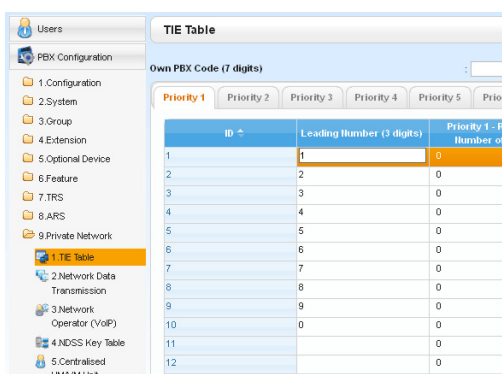 Users
TIE Table
PBX Configuration
Own PBX Code (7 digits) :
1.Configuration
2.System
3.Group
4.Extension
5.Optional Device
6.Feature
7.TRS
8.ARS
9.Private Network
1.TIE Table
2.Network Data
Transmission
3.Network
Operator (VoIP)
4.NDSS Key Table
5.Centralised
Priority 1 Priority 2 Priority 3 Priority 4 Priority 5 Prio
ID Leading Number (3 digits) Priority 1 - R
Number of
1 1 0
2 2 0
3 3 0
4 4 0
5 5 0
6 6 0
7 7 0
8 8 0
9 9 0
10 0 0
11 0
12 0